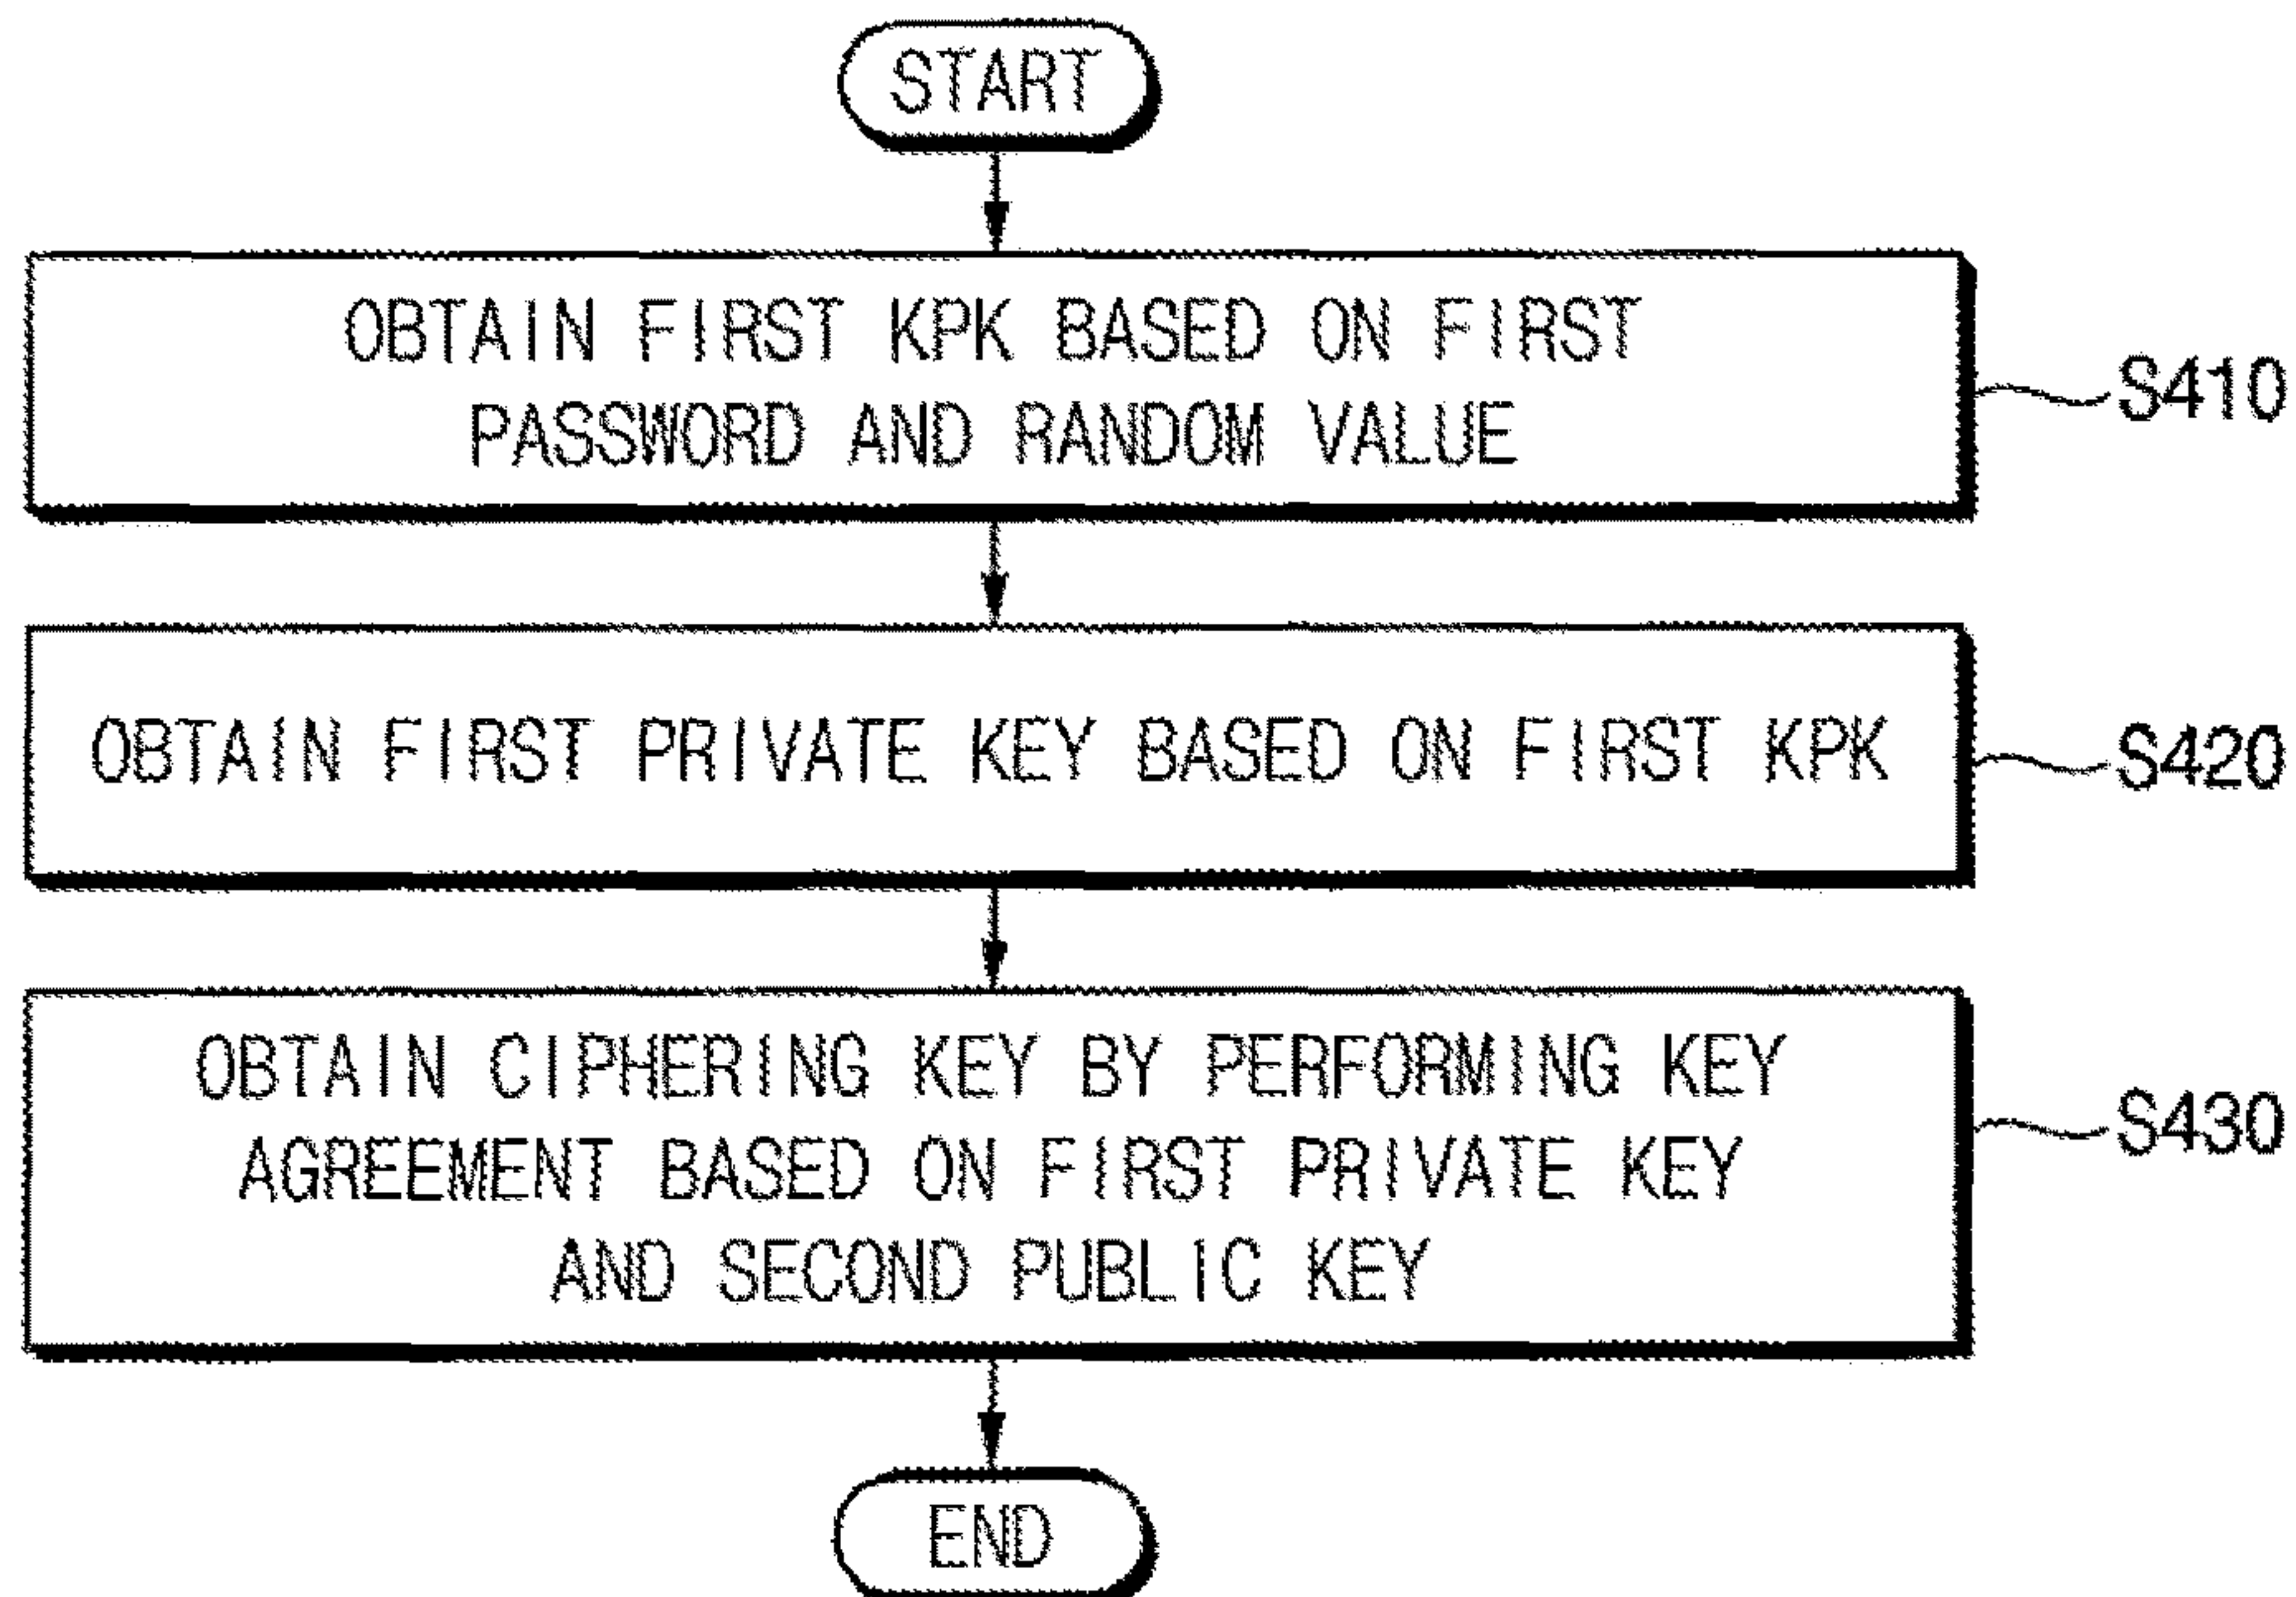 START
OBTAIN FIRST KPK BASED ON FIRST
PASSWORD AND RANDOM VALUE
S410
OBTAIN FIRST PRIVATE KEY BASED ON FIRST KPK
S420
OBTAIN CIPHERING KEY BY PERFORMING KEY
AGREEMENT BASED ON FIRST PRIVATE KEY
AND SECOND PUBLIC KEY
S430
END